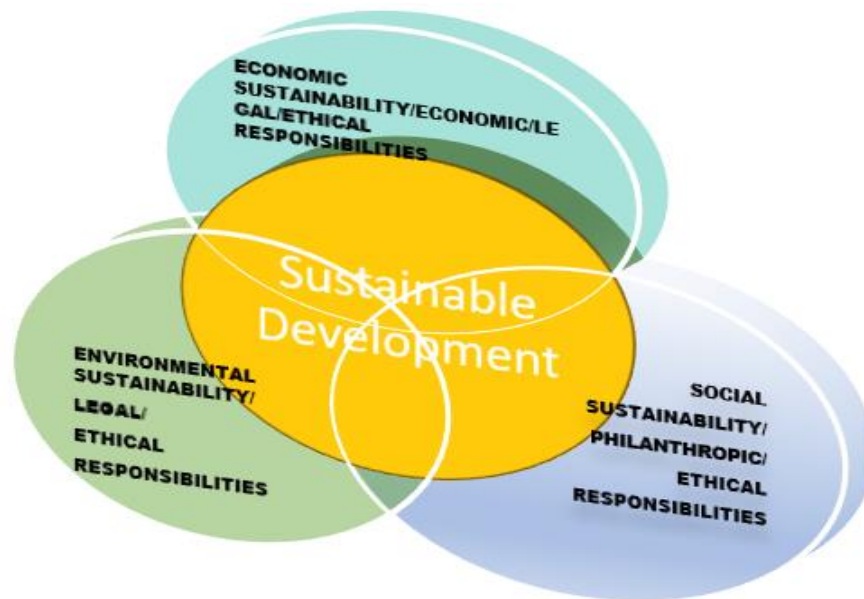 ECONOMIC
SUSTAINABILITY/ECONOMIC/LE
GAL/ETHICAL
RESPONSIBILITIES
Sustainable
Development
ENVIRONMENTAL
SUSTAINABILITY/
LEGAL/
ETHICAL
RESPONSIBILITIES
SOCIAL
SUSTAINABILITY/
PHILANTHROPIC/
ETHICAL
RESPONSIBILITIES